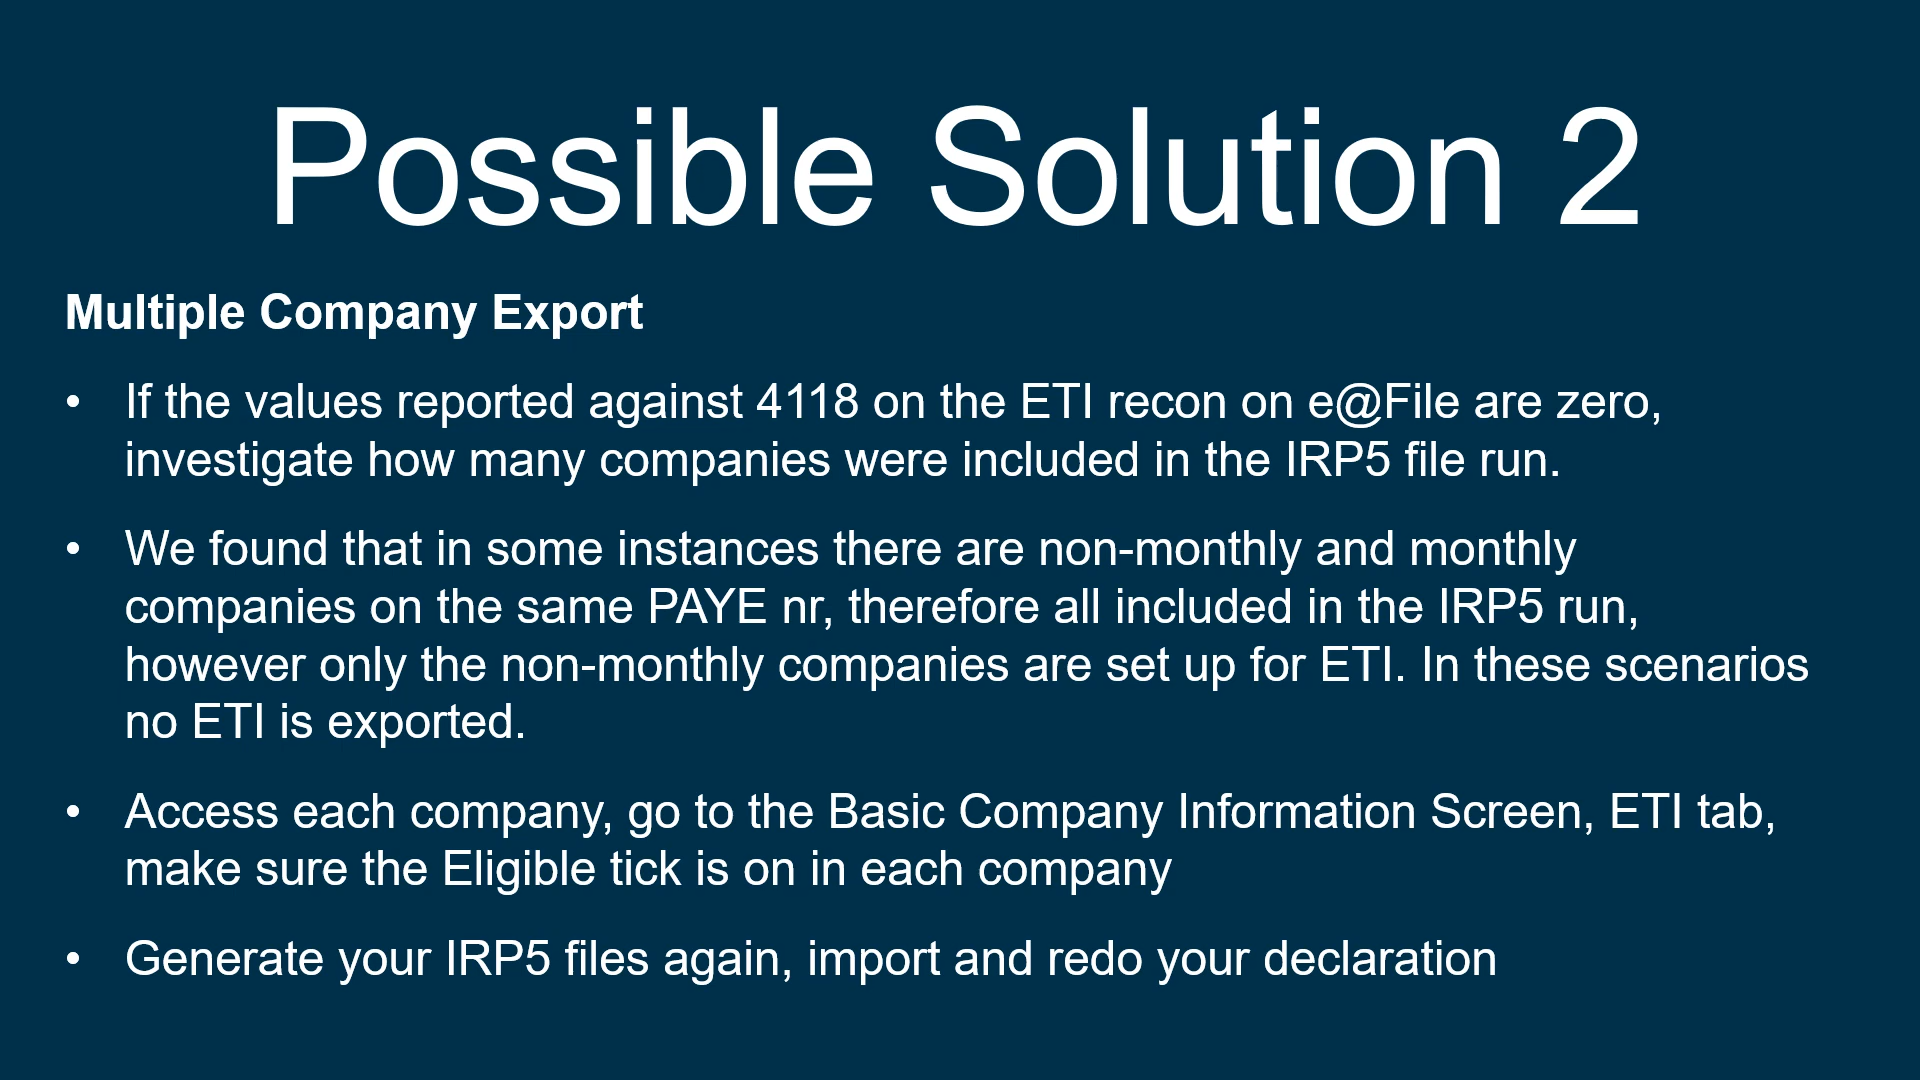 Possible Solution 2
Multiple Company Export
• If the values reported against 4118 on the ETI recon on e@File are zero,
investigate how many companies were included in the IRP5 file run.
• We found that in some instances there are non-monthly and monthly
companies on the same PAYE nr, therefore all included in the IRP5 run,
however only the non-monthly companies are set up for ETI. In these scenarios
no ETI is exported.
• Access each company, go to the Basic Company Information Screen, ETI tab,
make sure the Eligible tick is on in each company
• Generate your IRP5 files again, import and redo your declaration